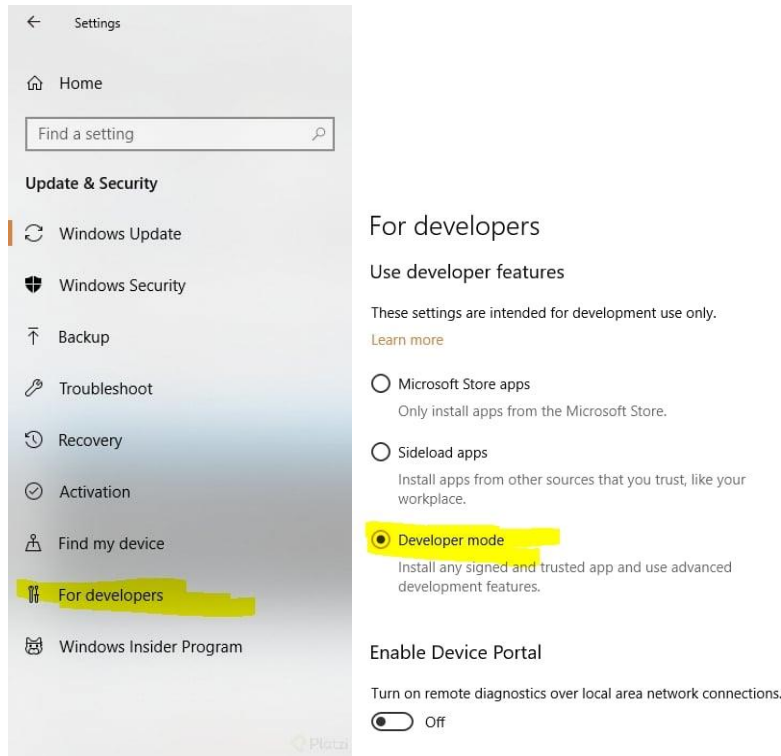 Settings
Home
Find a setting
Update & Security
Windows Update
Windows Security
Backup
Troubleshoot
Recovery
Activation
Find my device
For developers
Windows Insider Program
Platzi
For developers
Use developer features
These settings are intended for development use only.
Learn more
Microsoft Store apps
Only install apps from the Microsoft Store.
Sideload apps
Install apps from other sources that you trust, like your
workplace.
Developer mode
Install any signed and trusted app and use advanced
development features.
Enable Device Portal
Turn on remote diagnostics over local area network connections.
Off